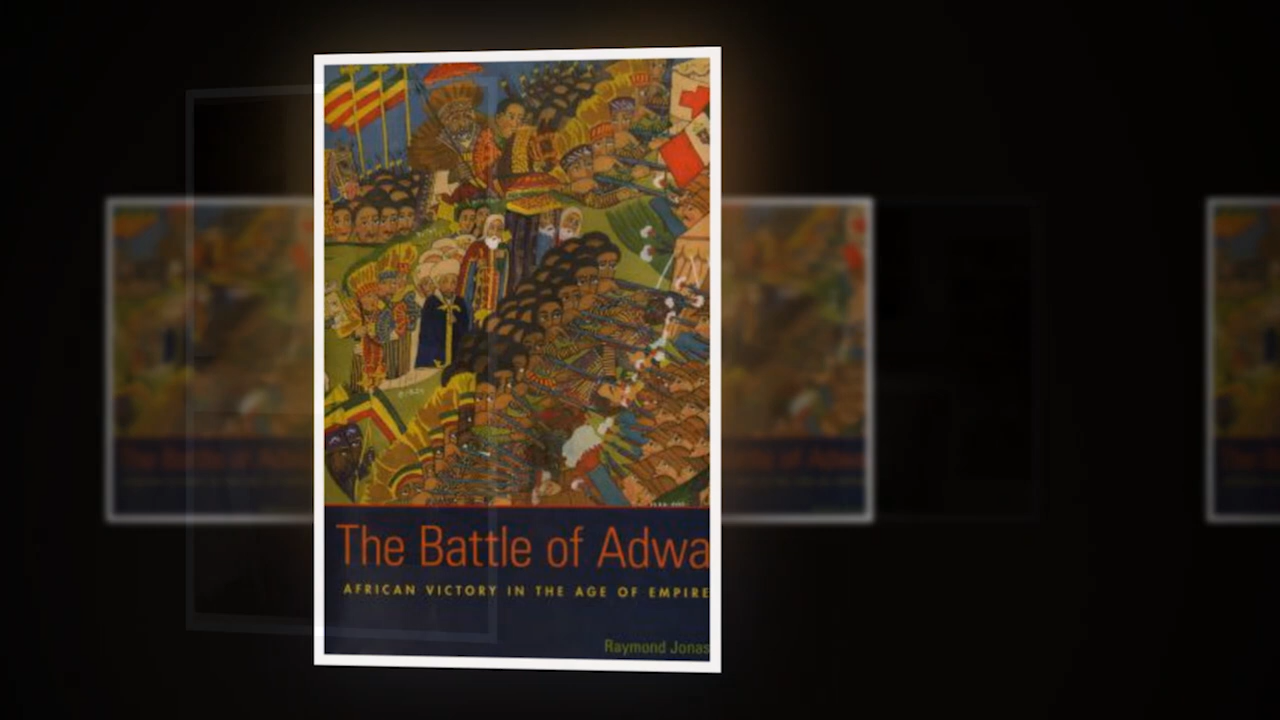 The Battle of Adwa
AFRICAN VICTORY IN THE AGE OF EMPIRE
Raymond Jonas